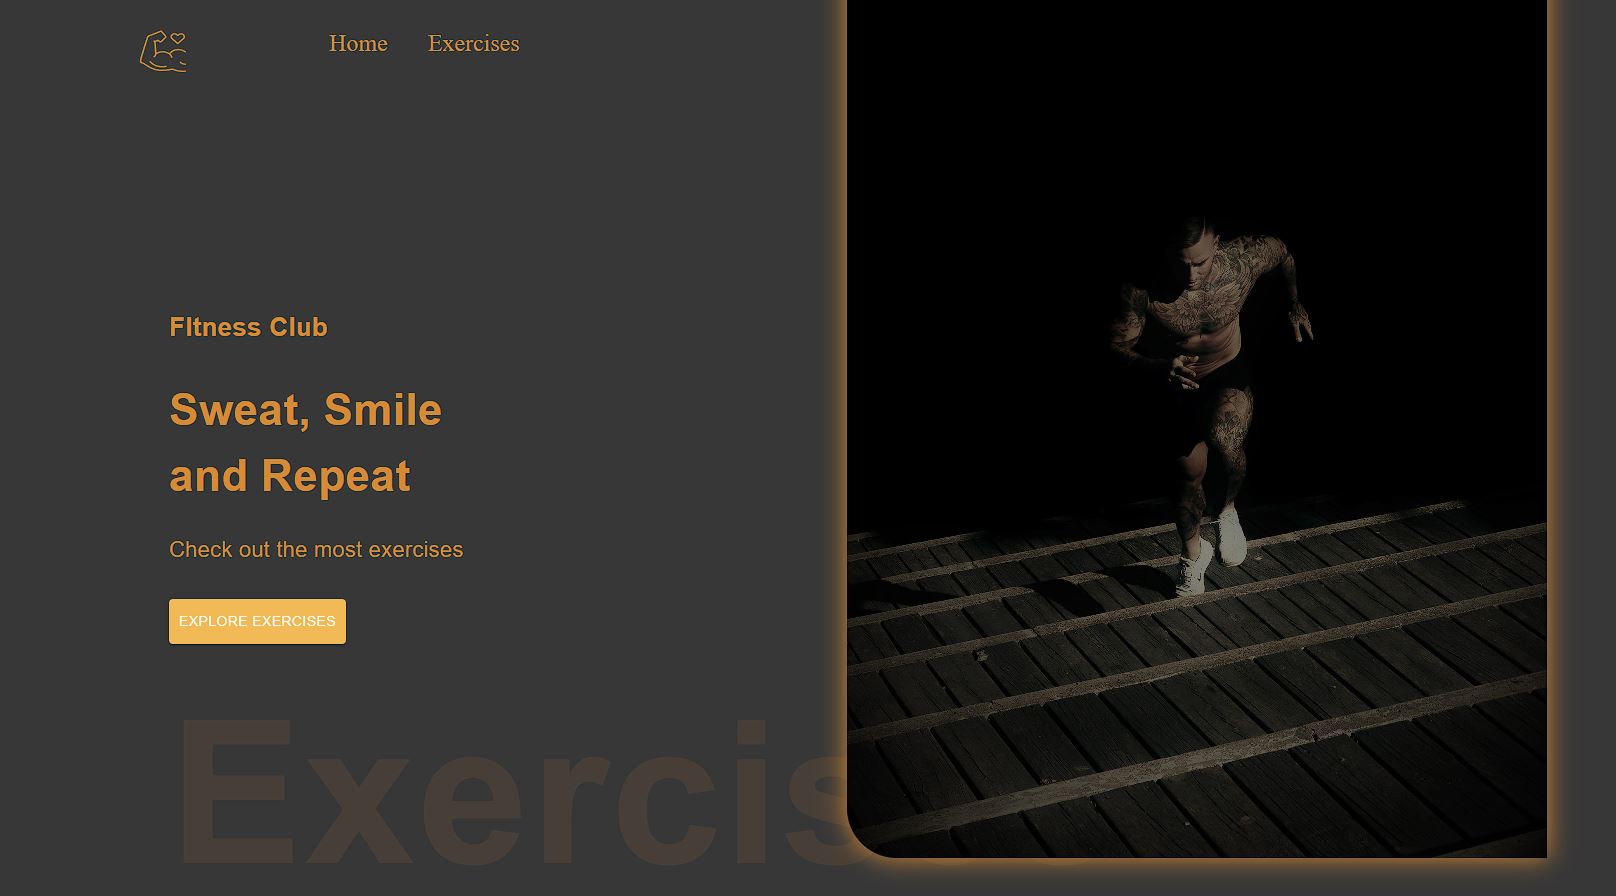 Home Exercises
FItness Club
Sweat, Smile
and Repeat
Check out the most exercises
EXPLORE EXERCISES
Exercis